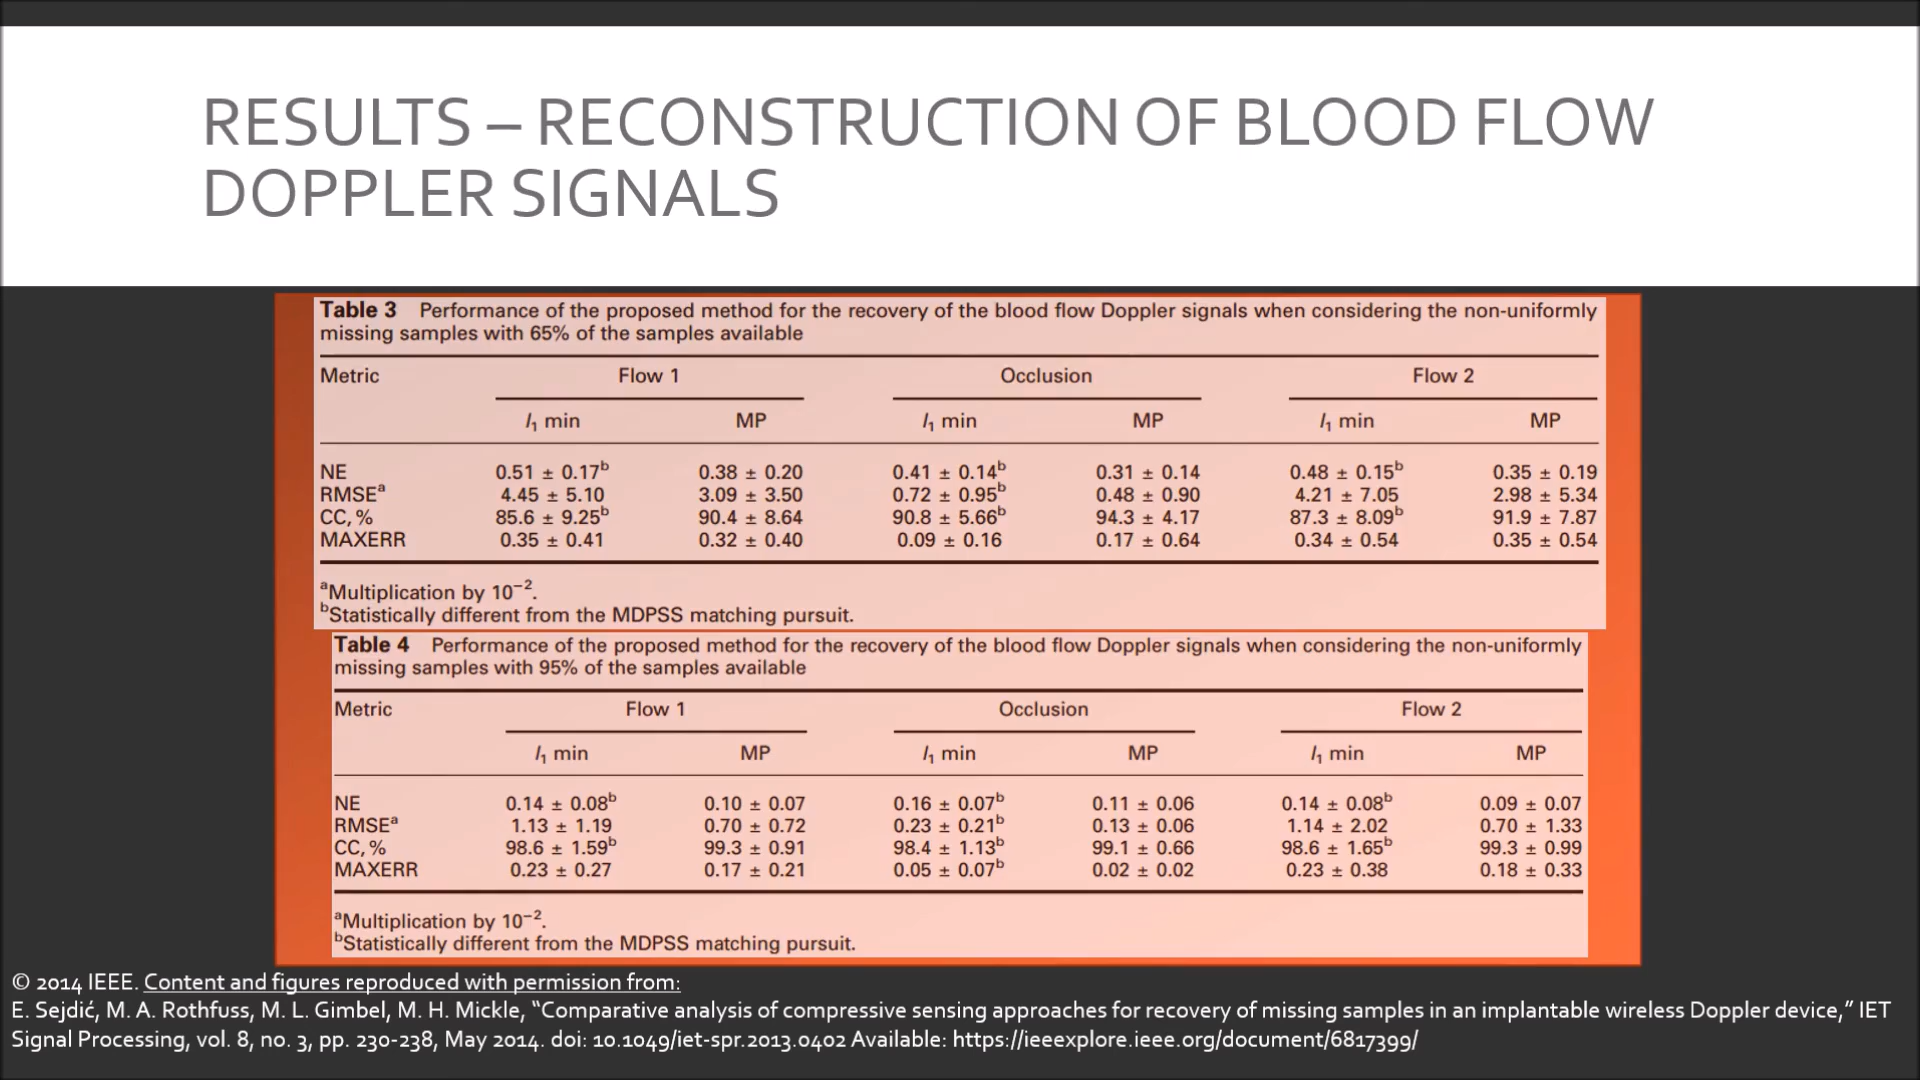 RESULTS – RECONSTRUCTION OF BLOOD FLOW
DOPPLER SIGNALS
Table 3 Performance of the proposed method for the recovery of the blood flow Doppler signals when considering the non-uniformly
missing samples with 65% of the samples available
Metric Flow 1 Occlusion Flow 2
l₁ min MP l₁ min MP l₁ min MP
NE 0.51 ± 0.17ᵇ 0.38 ± 0.20 0.41 ± 0.14ᵇ 0.31 ± 0.14 0.48 ± 0.15ᵇ 0.35 ± 0.19
RMSEᵃ 4.45 ± 5.10 3.09 ± 3.50 0.72 ± 0.95ᵇ 0.48 ± 0.90 4.21 ± 7.05 2.98 ± 5.34
CC, % 85.6 ± 9.25ᵇ 90.4 ± 8.64 90.8 ± 5.66ᵇ 94.3 ± 4.17 87.3 ± 8.09ᵇ 91.9 ± 7.87
MAXERR 0.35 ± 0.41 0.32 ± 0.40 0.09 ± 0.16 0.17 ± 0.64 0.34 ± 0.54 0.35 ± 0.54
ᵃMultiplication by 10⁻².
ᵇStatistically different from the MDPSS matching pursuit.
Table 4 Performance of the proposed method for the recovery of the blood flow Doppler signals when considering the non-uniformly
missing samples with 95% of the samples available
Metric Flow 1 Occlusion Flow 2
l₁ min MP l₁ min MP l₁ min MP
NE 0.14 ± 0.08ᵇ 0.10 ± 0.07 0.16 ± 0.07ᵇ 0.11 ± 0.06 0.14 ± 0.08ᵇ 0.09 ± 0.07
RMSEᵃ 1.13 ± 1.19 0.70 ± 0.72 0.23 ± 0.21ᵇ 0.13 ± 0.06 1.14 ± 2.02 0.70 ± 1.33
CC, % 98.6 ± 1.59ᵇ 99.3 ± 0.91 98.4 ± 1.13ᵇ 99.1 ± 0.66 98.6 ± 1.65ᵇ 99.3 ± 0.99
MAXERR 0.23 ± 0.27 0.17 ± 0.21 0.05 ± 0.07ᵇ 0.02 ± 0.02 0.23 ± 0.38 0.18 ± 0.33
ᵃMultiplication by 10⁻².
ᵇStatistically different from the MDPSS matching pursuit.
© 2014 IEEE. Content and figures reproduced with permission from:
E. Sejdić, M. A. Rothfuss, M. L. Gimbel, M. H. Mickle, “Comparative analysis of compressive sensing approaches for recovery of missing samples in an implantable wireless Doppler device,” IET
Signal Processing, vol. 8, no. 3, pp. 230-238, May 2014. doi: 10.1049/iet-spr.2013.0402 Available: https://ieeexplore.ieee.org/document/6817399/